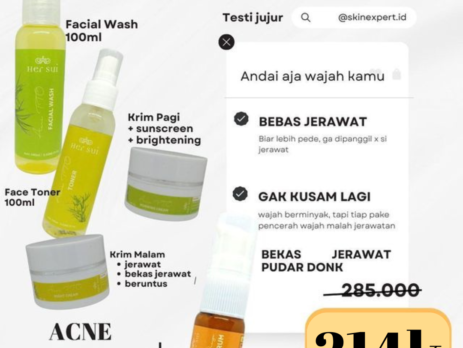 Facial Wash
100ml
Testi jujur
@skinexpert.id
Andai aja wajah kamu
FACIAL WASH
Krim Pagi
+ sunscreen
+ brightening
BEBAS JERAWAT
Biar lebih pede, ga dipanggil x si
jerawat
TONER
Face Toner
100ml
GAK KUSAM LAGI
wajah berminyak, tapi tiap pake
pencerah wajah malah jerawatan
Krim Malam
jerawat
bekas jerawat
beruntus
BEKAS JERAWAT
PUDAR DONK
285.000
ACNE